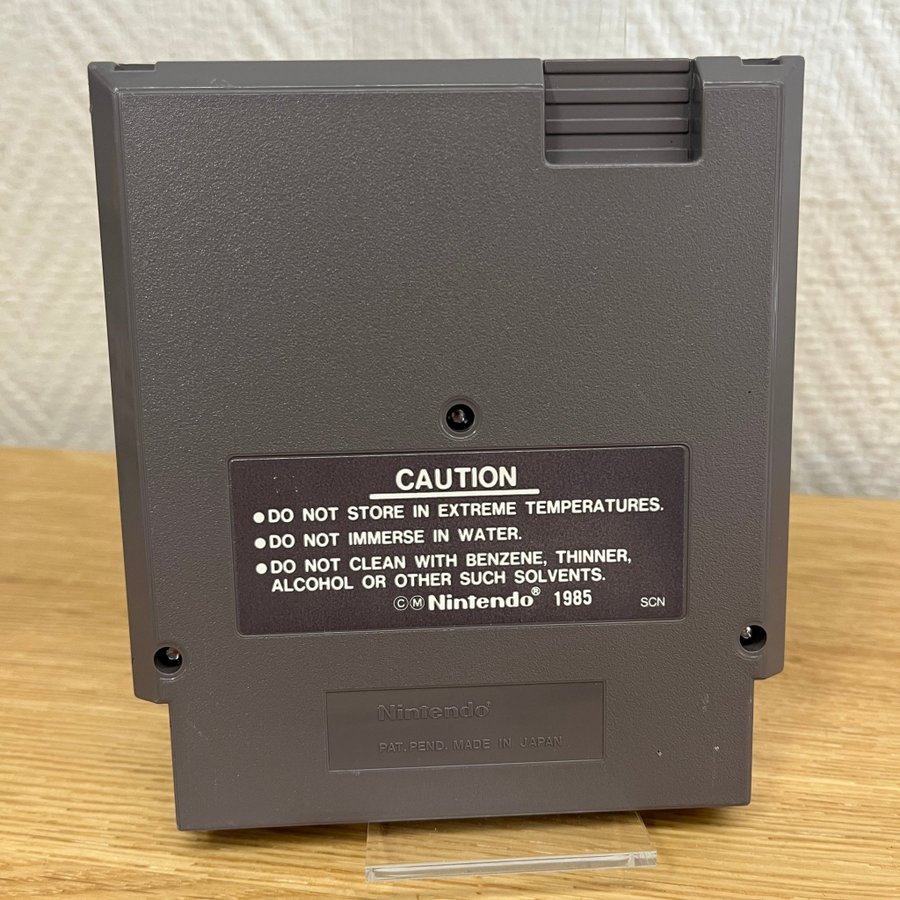 CAUTION
●DO NOT STORE IN EXTREME TEMPERATURES.
●DO NOT IMMERSE IN WATER.
●DO NOT CLEAN WITH BENZENE, THINNER,
ALCOHOL OR OTHER SUCH SOLVENTS.
ⒸⓂNintendo® 1985 SCN
Nintendo®
PAT. PEND. MADE IN JAPAN